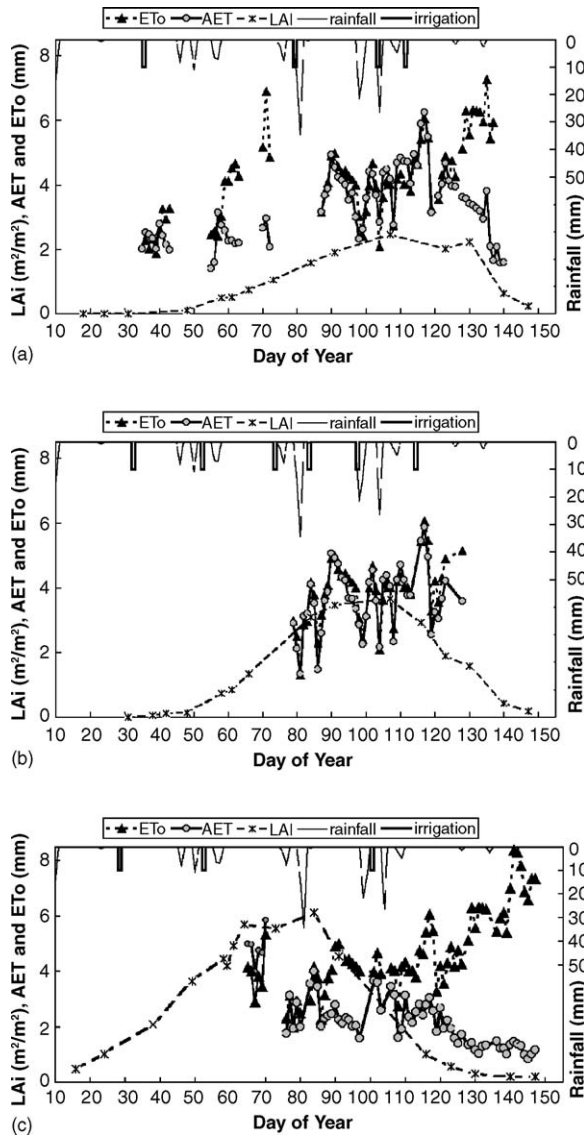 ETo AET LAI rainfall irrigation
LAi (m²/m²), AET and ETo (mm)
8
6
4
2
0
0
10
20
30
40
50
Rainfall (mm)
10 20 30 40 50 60 70 80 90 100 110 120 130 140 150
Day of Year
(a)
ETo AET LAI rainfall irrigation
LAi (m²/m²), AET and ETo (mm)
8
6
4
2
0
0
10
20
30
40
50
Rainfall (mm)
10 20 30 40 50 60 70 80 90 100 110 120 130 140 150
Day of Year
(b)
ETo AET LAI rainfall irrigation
LAi (m²/m²), AET and ETo (mm)
8
6
4
2
0
0
10
20
30
40
50
Rainfall (mm)
10 20 30 40 50 60 70 80 90 100 110 120 130 140 150
Day of Year
(c)